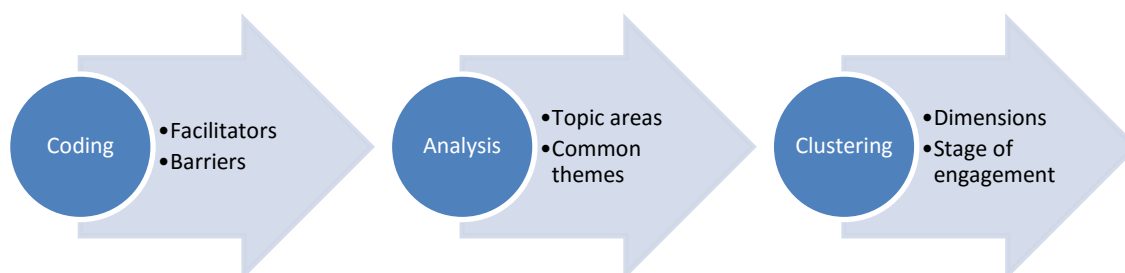 Coding
•Facilitators
•Barriers
Analysis
•Topic areas
•Common
themes
Clustering
•Dimensions
•Stage of
engagement